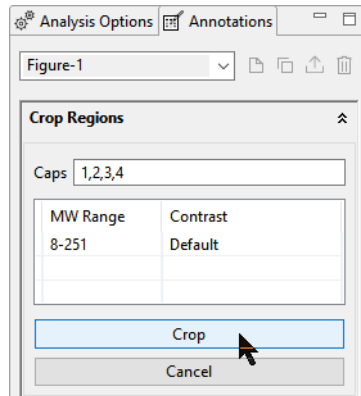 Analysis Options Annotations
Figure-1
Crop Regions
Caps 1,2,3,4
MW Range Contrast
8-251 Default
Crop
Cancel